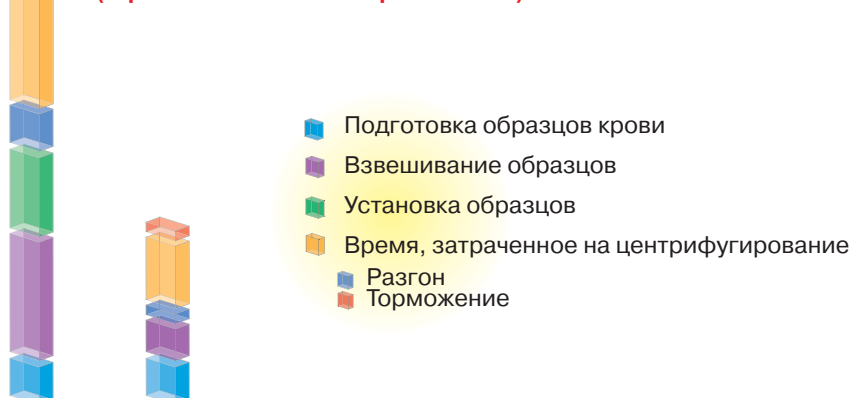 Подготовка образцов крови
Взвешивание образцов
Установка образцов
Время, затраченное на центрифугирование
Разгон
Торможение